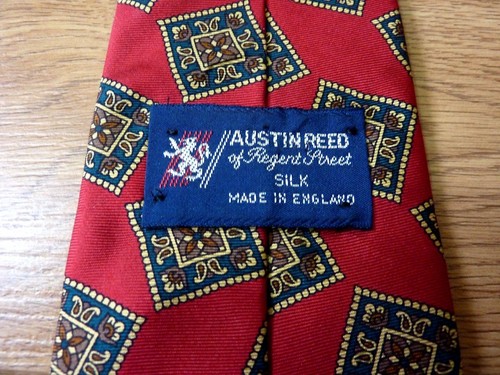 AUSTIN REED
of Regent Street
SILK
MADE IN ENGLAND